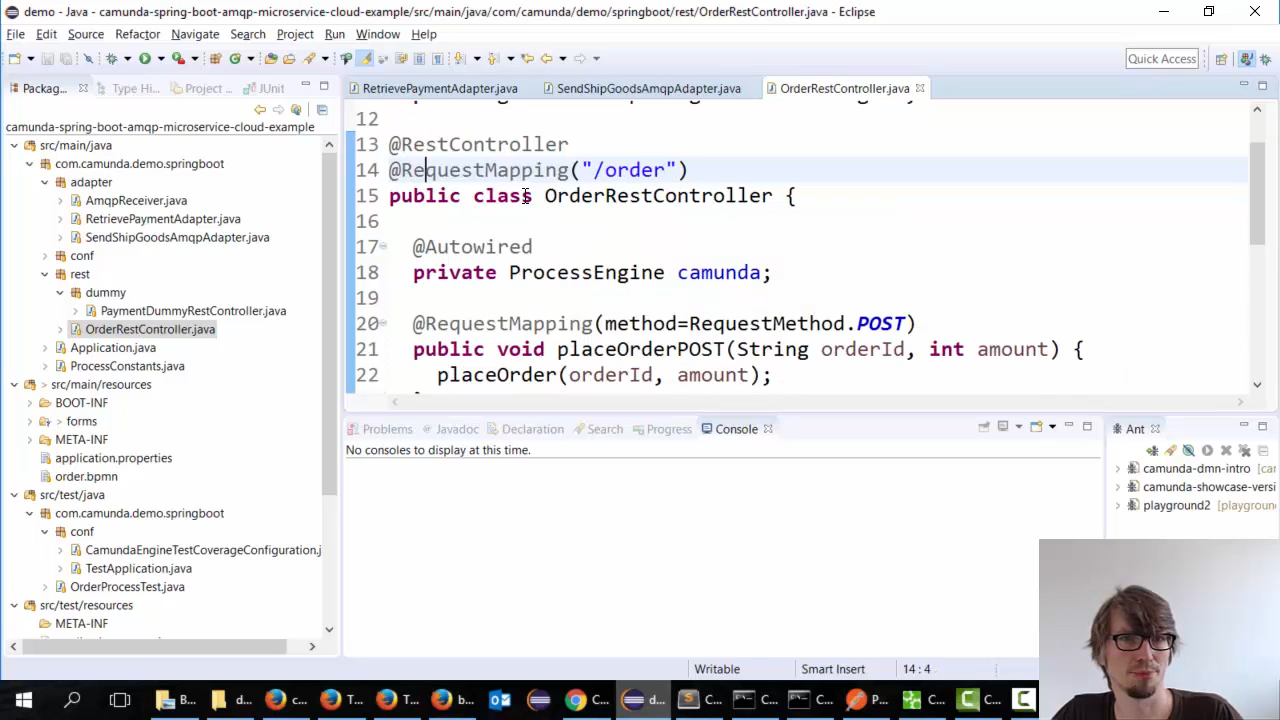 demo - Java - camunda-spring-boot-amqp-microservice-cloud-example/src/main/java/com/camunda/demo/springboot/rest/OrderRestController.java - Eclipse
File Edit Source Refactor Navigate Search Project Run Window Help
Quick Access
Packag...
Type Hi...
Project ...
JUnit
camunda-spring-boot-amqp-microservice-cloud-example
src/main/java
com.camunda.demo.springboot
adapter
AmqpReceiver.java
RetrievePaymentAdapter.java
SendShipGoodsAmqpAdapter.java
conf
rest
dummy
PaymentDummyRestController.java
OrderRestController.java
Application.java
ProcessConstants.java
> src/main/resources
BOOT-INF
> forms
META-INF
application.properties
order.bpmn
src/test/java
com.camunda.demo.springboot
conf
CamundaEngineTestCoverageConfiguration.j
TestApplication.java
OrderProcessTest.java
src/test/resources
META-INF
RetrievePaymentAdapter.java
SendShipGoodsAmqpAdapter.java
OrderRestController.java
12
13 @RestController
14 @RequestMapping("/order")
15 public class OrderRestController {
16
17 @Autowired
18 private ProcessEngine camunda;
19
20 @RequestMapping(method=RequestMethod.POST)
21 public void placeOrderPOST(String orderId, int amount) {
22 placeOrder(orderId, amount);
Problems Javadoc Declaration Search Progress Console
No consoles to display at this time.
Ant
camunda-dmn-intro [ca
camunda-showcase-versi
playground2 [playgroun
Writable Smart Insert 14 : 4
B... d... c... T... T... b... C... d... C... C... C... P... C... C...